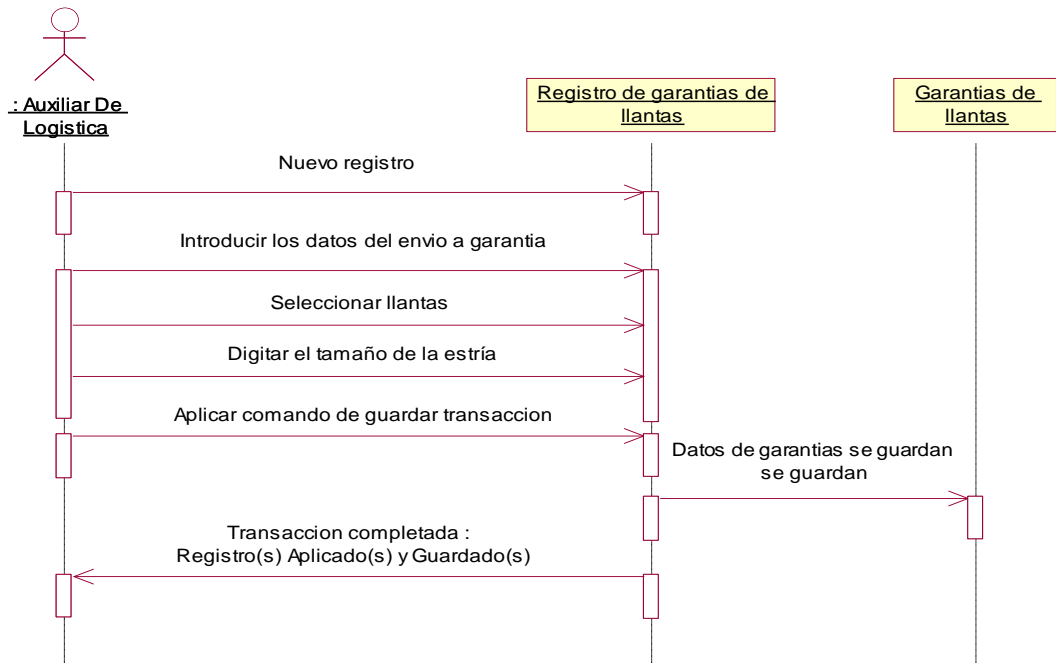 : Auxiliar De
Logistica
Registro de garantias de
llantas
Garantias de
llantas
Nuevo registro
Introducir los datos del envio a garantia
Seleccionar llantas
Digitar el tamaño de la estría
Aplicar comando de guardar transaccion
Datos de garantias se guardan
se guardan
Transaccion completada :
Registro(s) Aplicado(s) y Guardado(s)